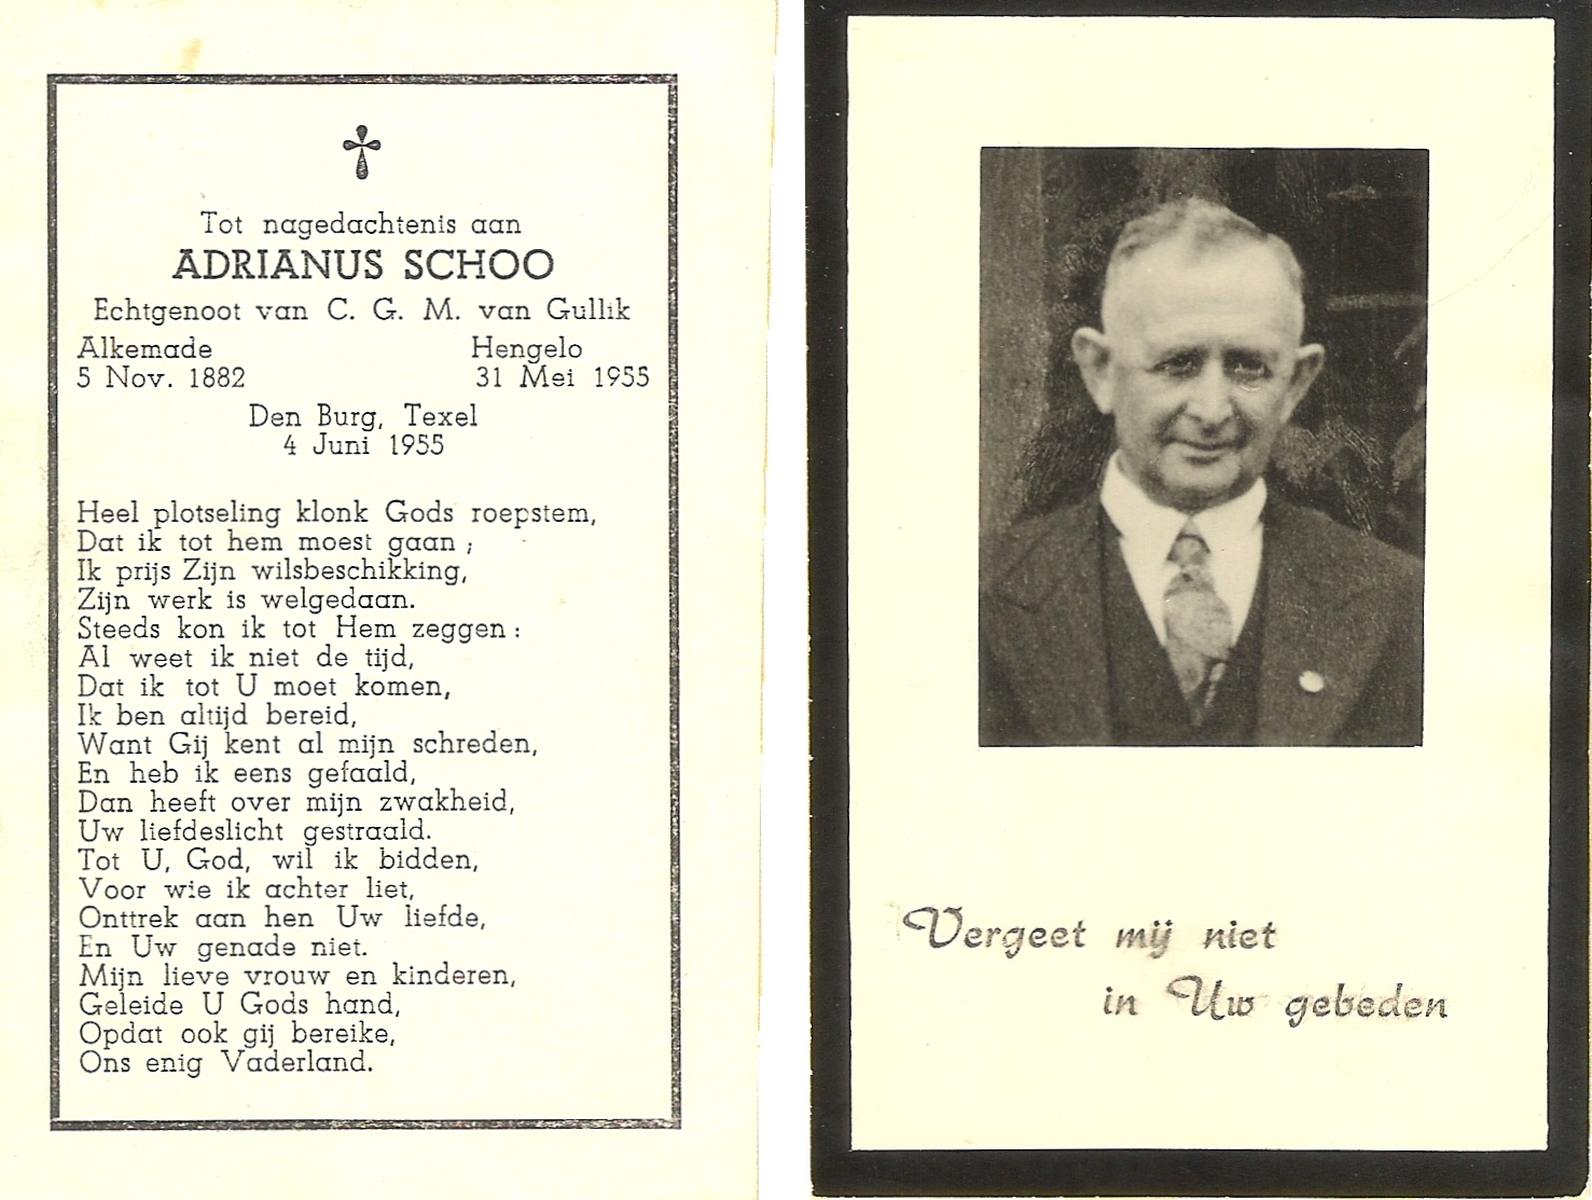 Tot nagedachtenis aan
ADRIANUS SCHOO
Echtgenoot van C. G. M. van Gullik
Alkemade Hengelo
5 Nov. 1882 31 Mei 1955
Den Burg, Texel
4 Juni 1955
Heel plotseling klonk Gods roepstem,
Dat ik tot hem moest gaan ;
Ik prijs Zijn wilsbeschikking,
Zijn werk is welgedaan.
Steeds kon ik tot Hem zeggen :
Al weet ik niet de tijd,
Dat ik tot U moet komen,
Ik ben altijd bereid,
Want Gij kent al mijn schreden,
En heb ik eens gefaald,
Dan heeft over mijn zwakheid,
Uw liefdeslicht gestraald.
Tot U, God, wil ik bidden,
Voor wie ik achter liet,
Onttrek aan hen Uw liefde,
En Uw genade niet.
Mijn lieve vrouw en kinderen,
Geleide U Gods hand,
Opdat ook gij bereike,
Ons enig Vaderland.
Vergeet mij niet
in Uw gebeden